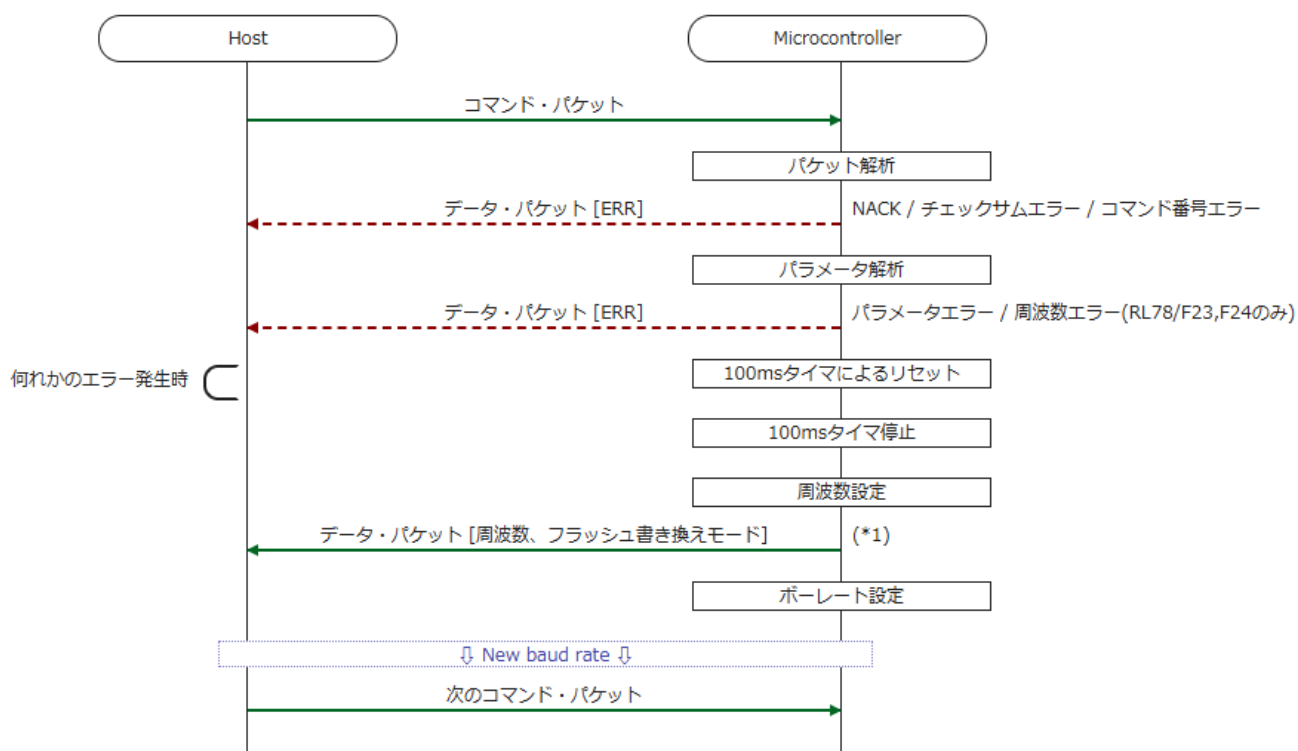 Host
Microcontroller
コマンド・パケット
パケット解析
データ・パケット [ERR]
NACK / チェックサムエラー / コマンド番号エラー
パラメータ解析
データ・パケット [ERR]
パラメータエラー / 周波数エラー(RL78/F23,F24のみ)
何れかのエラー発生時
100msタイマによるリセット
100msタイマ停止
周波数設定
データ・パケット [周波数、フラッシュ書き換えモード]
(*1)
ボーレート設定
⇩ New baud rate ⇩
次のコマンド・パケット